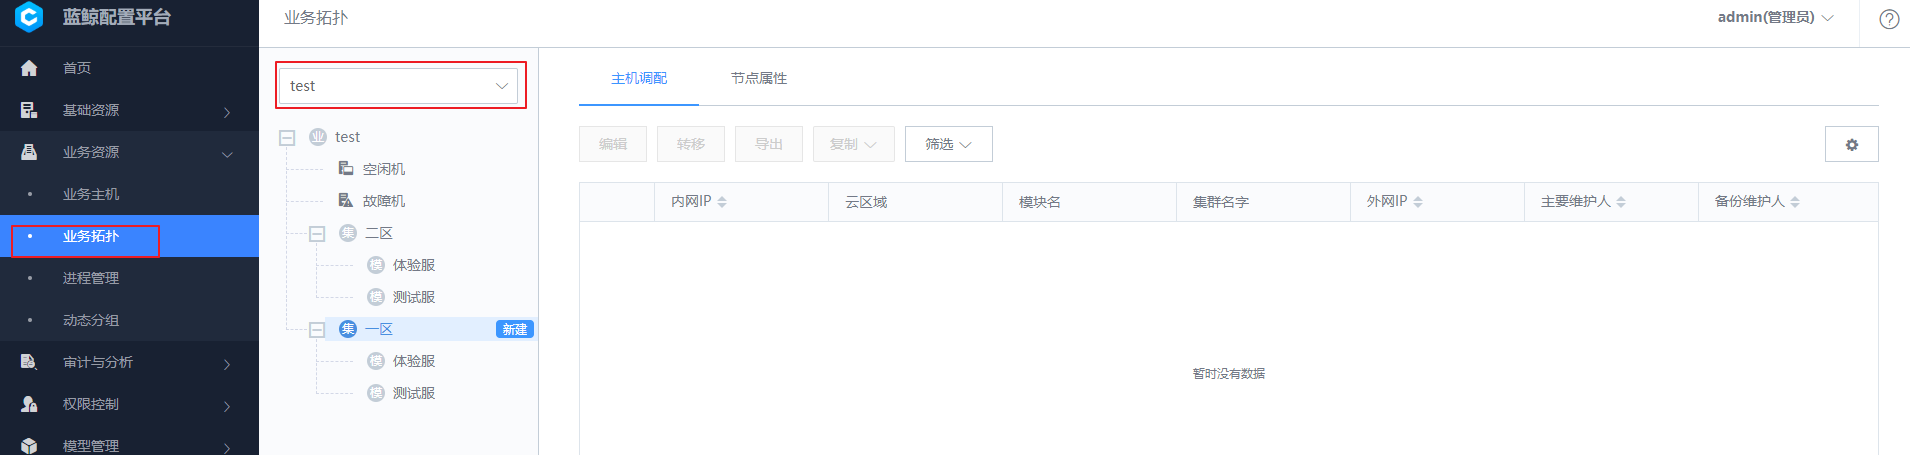 蓝鲸配置平台
首页
基础资源
业务资源
业务主机
业务拓扑
进程管理
动态分组
审计与分析
权限控制
模型管理
业务拓扑
admin(管理员)
test
业 test
空闲机
故障机
集 二区
模 体验服
模 测试服
集 一区 新建
模 体验服
模 测试服
主机调配 节点属性
编辑 转移 导出 复制 筛选
内网IP 云区域 模块名 集群名字 外网IP 主要维护人 备份维护人
暂时没有数据